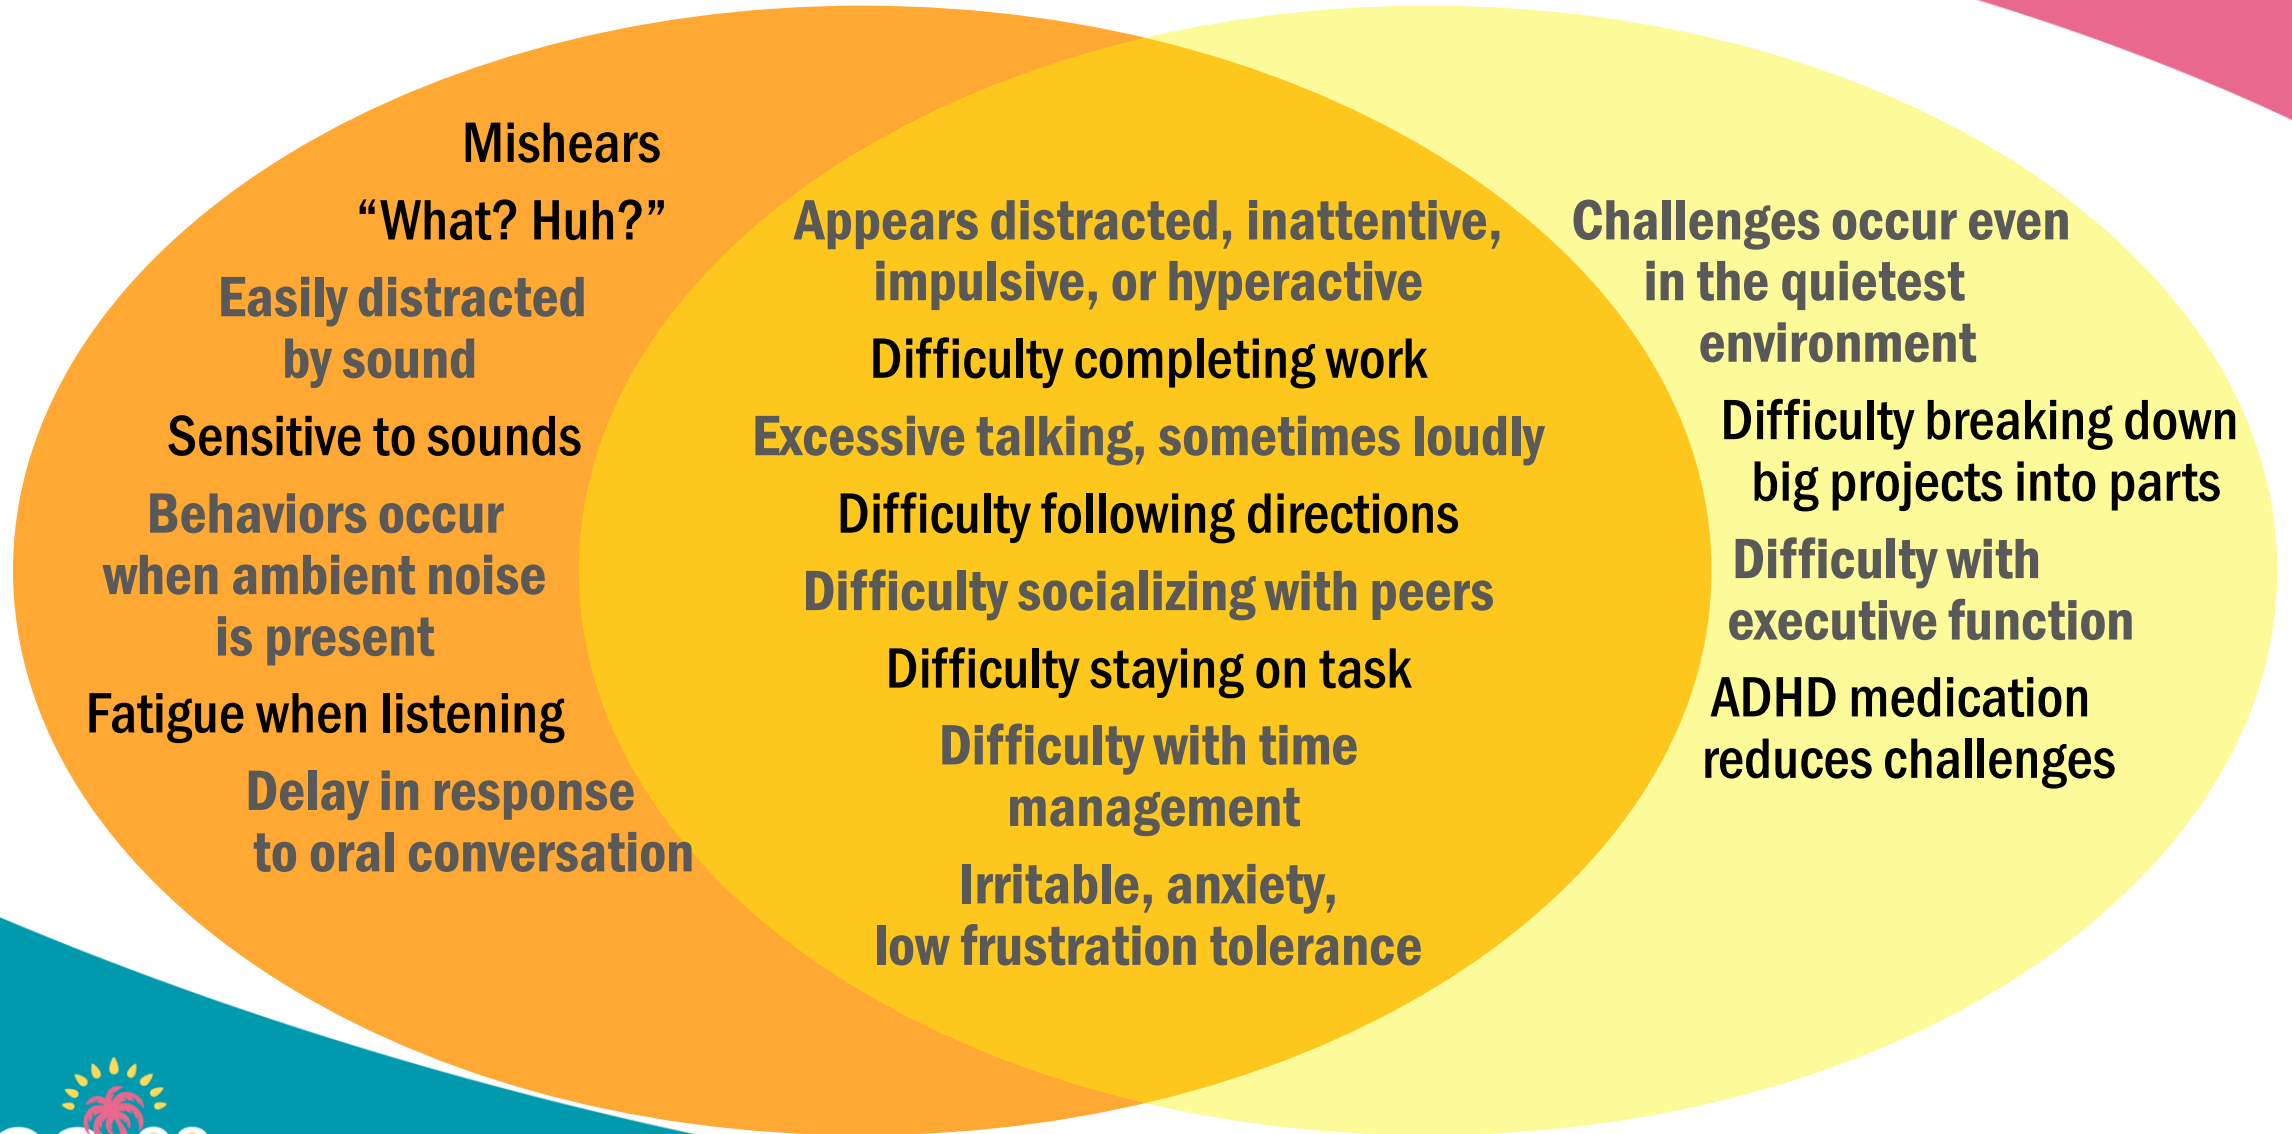 Mishears
“What? Huh?”
Easily distracted
by sound
Sensitive to sounds
Behaviors occur
when ambient noise
is present
Fatigue when listening
Delay in response
to oral conversation
Appears distracted, inattentive,
impulsive, or hyperactive
Difficulty completing work
Excessive talking, sometimes loudly
Difficulty following directions
Difficulty socializing with peers
Difficulty staying on task
Difficulty with time
management
Irritable, anxiety,
low frustration tolerance
Challenges occur even
in the quietest
environment
Difficulty breaking down
big projects into parts
Difficulty with
executive function
ADHD medication
reduces challenges